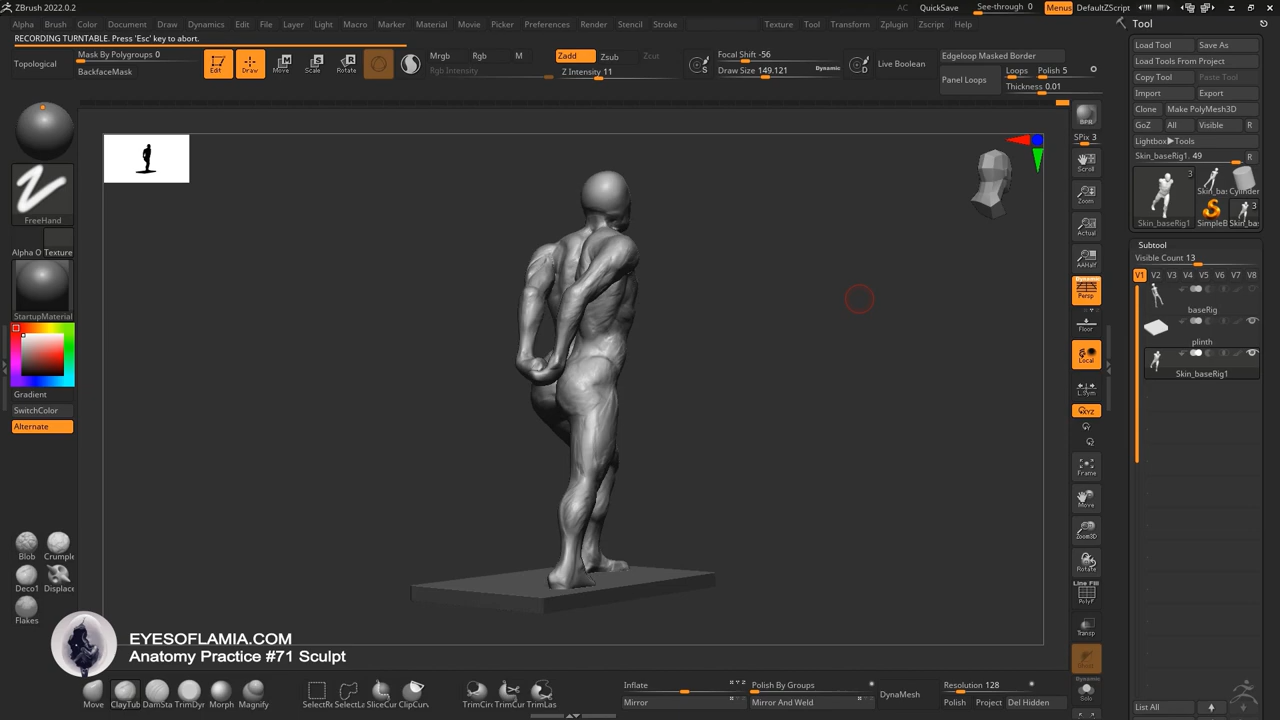 ZBrush 2022.0.2
AC QuickSave See-through 0 Menus DefaultZScript
Alpha Brush Color Document Draw Dynamics Edit File Layer Light Macro Marker Material Movie Picker Preferences Render Stencil Stroke Texture Tool Transform Zplugin Zscript Help
RECORDING TURNTABLE. Press 'Esc' key to abort.
Topological
Mask By Polygroups 0
BackfaceMask
Edit Draw Move Scale Rotate
Mrgb Rgb M
Rgb Intensity
Zadd Zsub Zcut
Z Intensity 11
Focal Shift -56
Draw Size 149.121 Dynamic
S
D
Live Boolean
Edgeloop Masked Border
Panel Loops
Loops Polish 5
Thickness 0.01
FreeHand
Alpha O Texture
StartupMaterial
Gradient
SwitchColor
Alternate
Blob Crumple
Deco1 Displace
Flakes
BPR
SPix 3
Scroll
Zoom
Actual
AAHalf
Dynamic
Persp
Floor
Local
L.Sym
XYZ
Frame
Move
Zoom3D
Rotate
Line Fill
PolyF
Transp
Dynamic
Solo
Tool
Load Tool Save As
Load Tools From Project
Copy Tool Paste Tool
Import Export
Clone Make PolyMesh3D
GoZ All Visible R
Lightbox▶Tools
Skin_baseRig1. 49 R
3
Skin_bas Cylinder
Skin_baseRig1 SimpleB Skin_ba
3
Subtool
Visible Count 13
V1 V2 V3 V4 V5 V6 V7 V8
baseRig
plinth
Skin_baseRig1
List All
EYESOFLAMIA.COM
Anatomy Practice #71 Sculpt
Move ClayTub DamSta TrimDyr Morph Magnify
SelectRe SelectLa SliceCur ClipCurv
TrimCir TrimCur TrimLas
Inflate
Mirror
Polish By Groups
Mirror And Weld
DynaMesh
Resolution 128
Polish Project Del Hidden